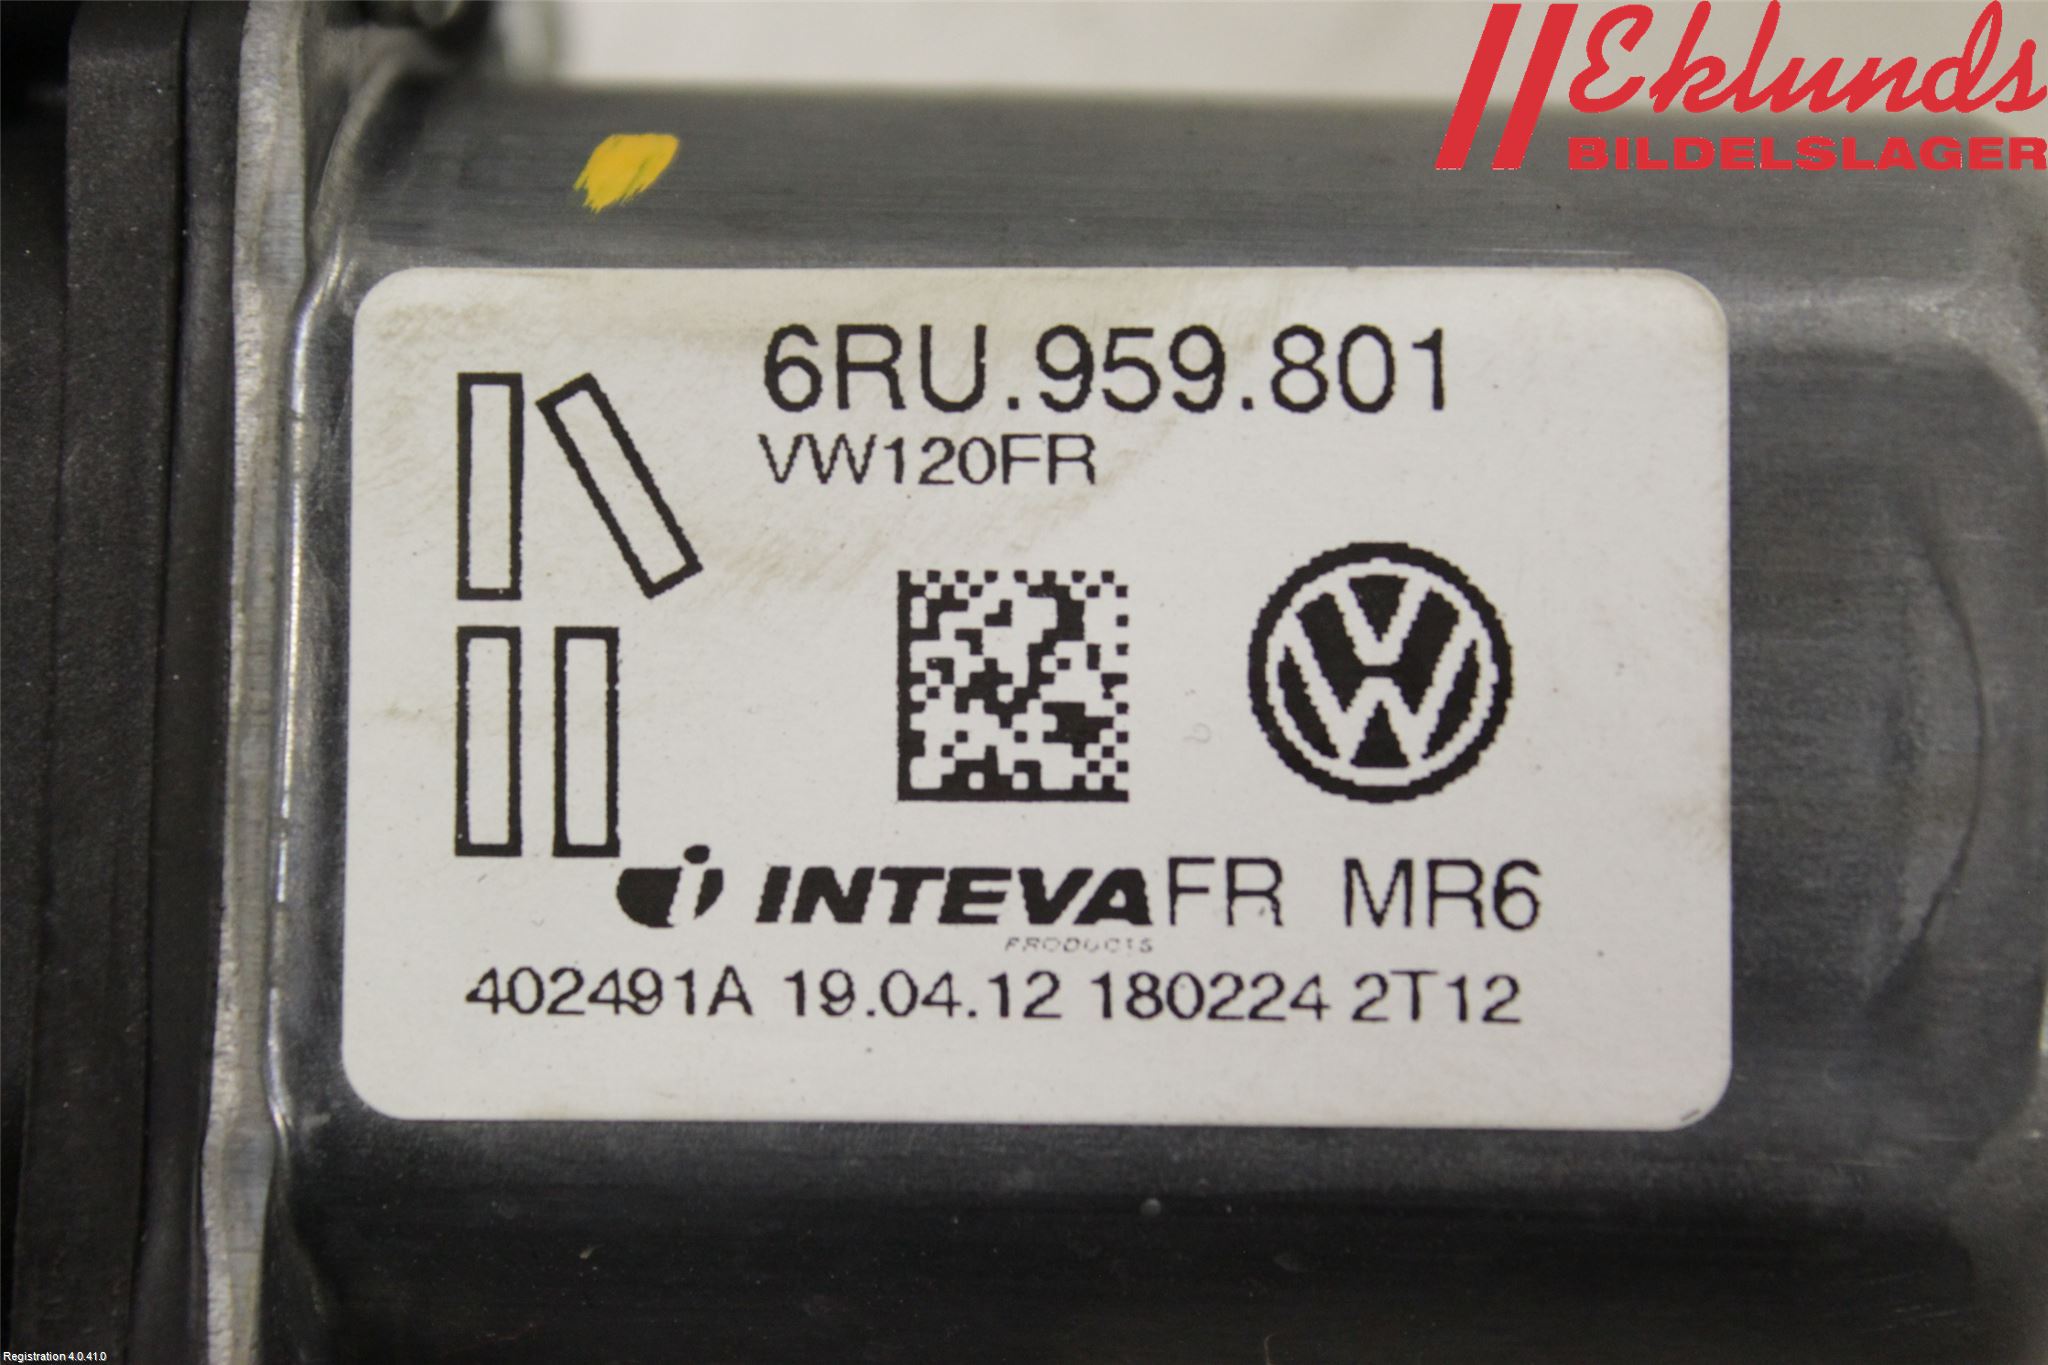 Eklunds
BILDELSLAGER
6RU.959.801
VW120FR
VW
INTEVA FR MR6
PRODUCTS
402491A 19.04.12 180224 2T12
Registration 4.0.41.0